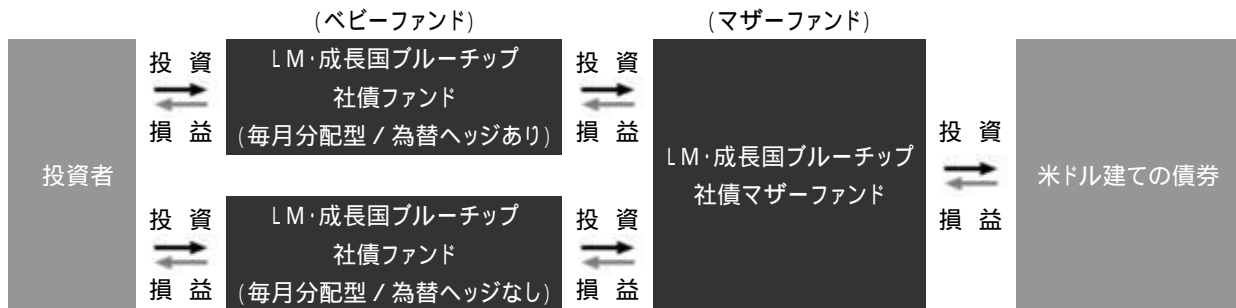 (ベビーファンド)
(マザーファンド)
投資者
投 資
損 益
LM・成長国ブルーチップ
社債ファンド
(毎月分配型／為替ヘッジあり)
投 資
損 益
投 資
損 益
LM・成長国ブルーチップ
社債ファンド
(毎月分配型／為替ヘッジなし)
投 資
損 益
LM・成長国ブルーチップ
社債マザーファンド
投 資
損 益
米ドル建ての債券